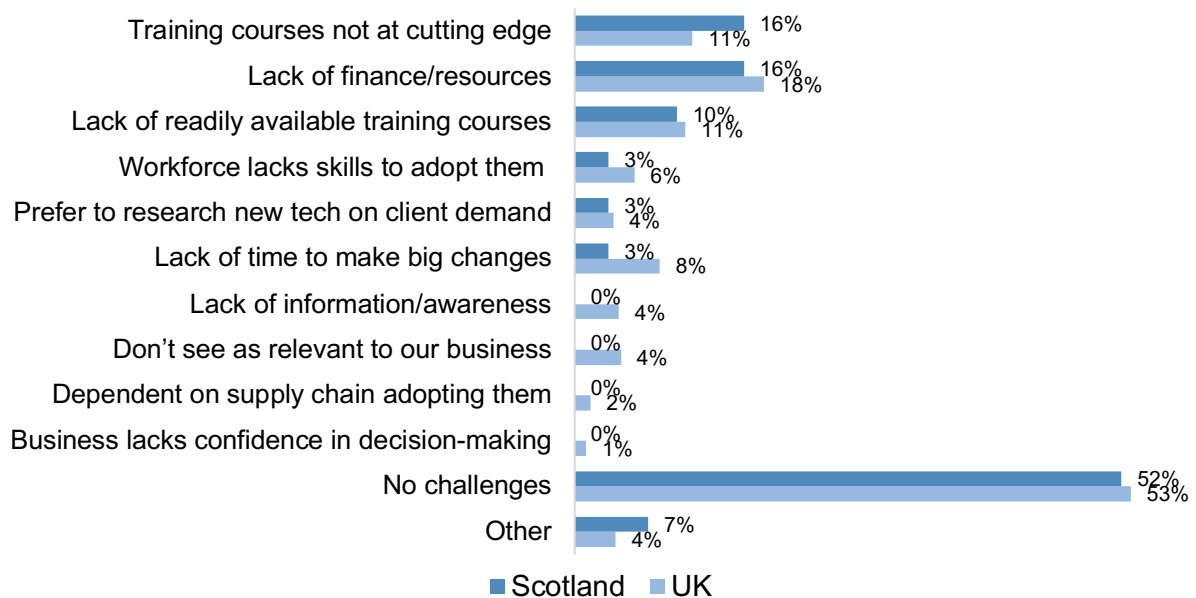 Training courses not at cutting edge 16%
11%
Lack of finance/resources 16%
18%
Lack of readily available training courses 10%
11%
Workforce lacks skills to adopt them 3%
6%
Prefer to research new tech on client demand 3%
4%
Lack of time to make big changes 3%
8%
Lack of information/awareness 0%
4%
Don’t see as relevant to our business 0%
4%
Dependent on supply chain adopting them 0%
2%
Business lacks confidence in decision-making 0%
1%
No challenges 52%
53%
Other 7%
4%
Scotland UK